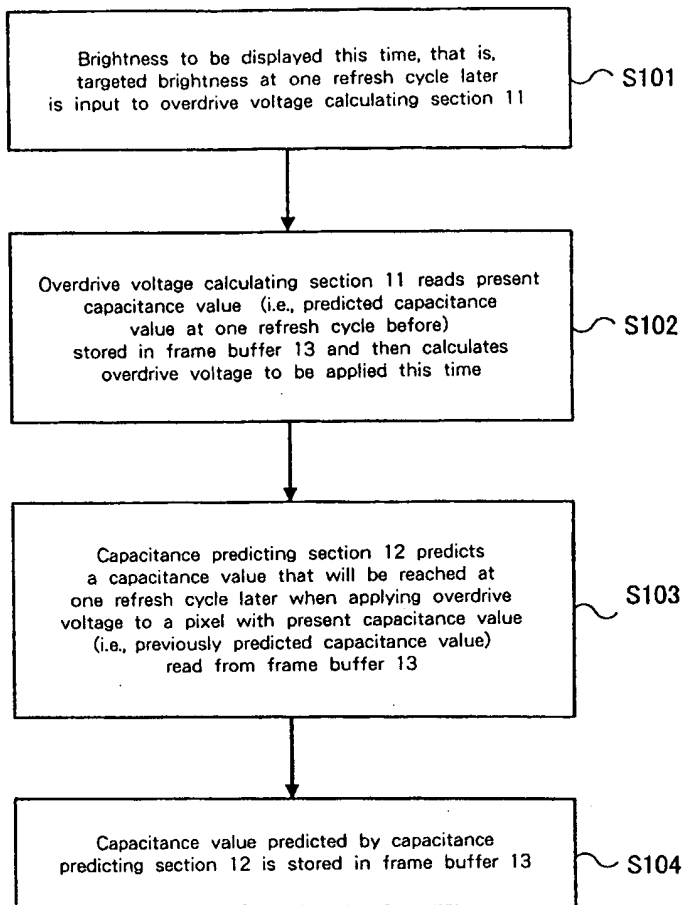 Brightness to be displayed this time, that is,
targeted brightness at one refresh cycle later
is input to overdrive voltage calculating section 11
S101
Overdrive voltage calculating section 11 reads present
capacitance value (i.e., predicted capacitance
value at one refresh cycle before)
stored in frame buffer 13 and then calculates
overdrive voltage to be applied this time
S102
Capacitance predicting section 12 predicts
a capacitance value that will be reached at
one refresh cycle later when applying overdrive
voltage to a pixel with present capacitance value
(i.e., previously predicted capacitance value)
read from frame buffer 13
S103
Capacitance value predicted by capacitance
predicting section 12 is stored in frame buffer 13
S104